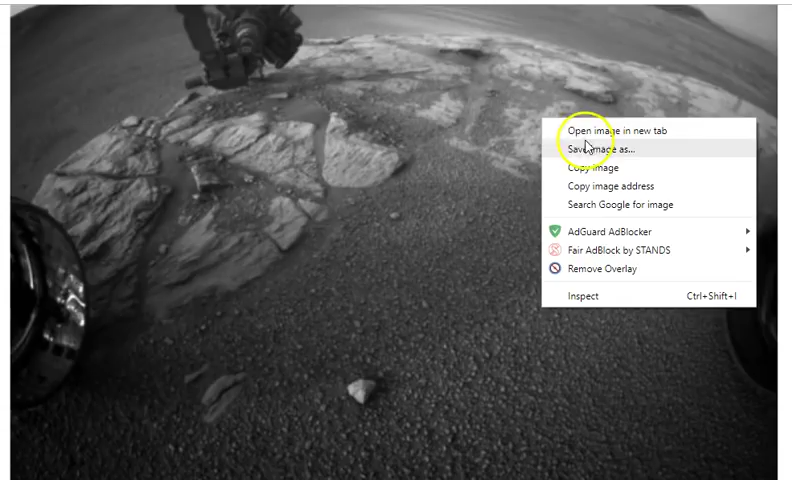 Open image in new tab
Save image as...
Copy image
Copy image address
Search Google for image
AdGuard AdBlocker
Fair AdBlock by STANDS
Remove Overlay
Inspect Ctrl+Shift+I